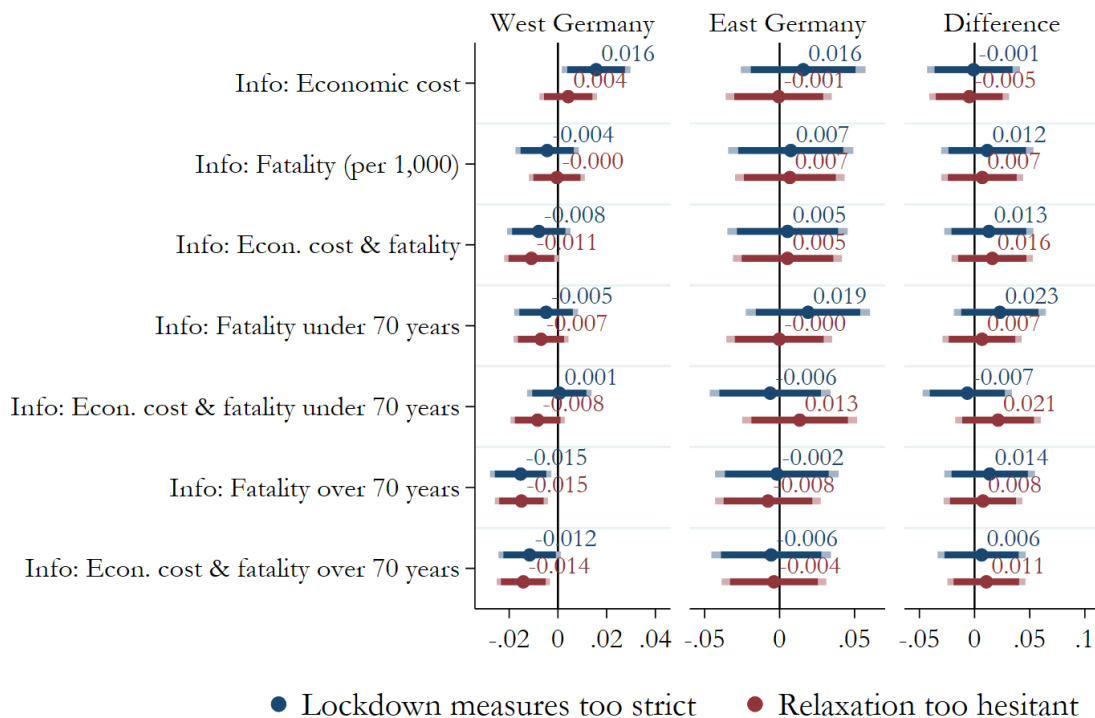 West Germany East Germany Difference
Info: Economic cost
0.016 0.016 -0.001
0.004 -0.001 -0.005
Info: Fatality (per 1,000)
-0.004 0.007 0.012
-0.000 0.007 0.007
Info: Econ. cost & fatality
-0.008 0.005 0.013
-0.011 0.005 0.016
Info: Fatality under 70 years
-0.005 0.019 0.023
-0.007 -0.000 0.007
Info: Econ. cost & fatality under 70 years
0.001 -0.006 -0.007
-0.008 0.013 0.021
Info: Fatality over 70 years
-0.015 -0.002 0.014
-0.015 -0.008 0.008
Info: Econ. cost & fatality over 70 years
-0.012 -0.006 0.006
-0.014 -0.004 0.011
-.02 0 .02 .04 -.05 0 .05 -.05 0 .05 .1
Lockdown measures too strict Relaxation too hesitant